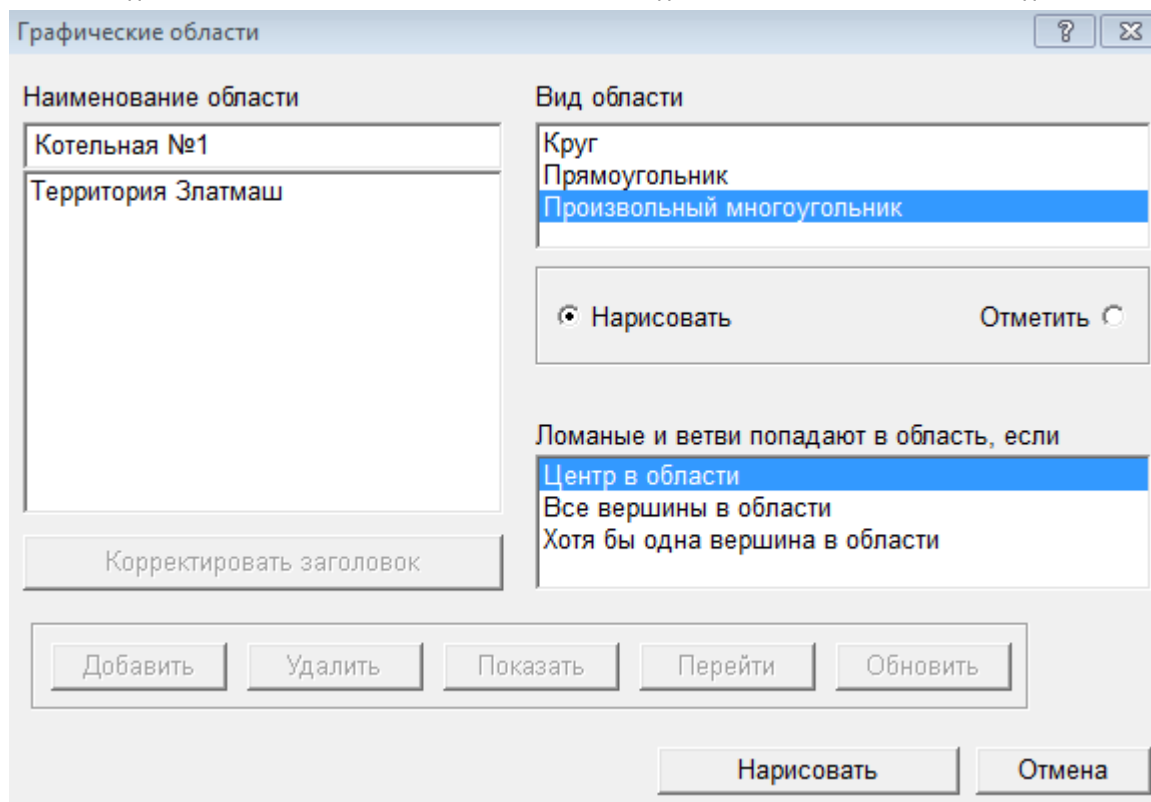 Графические области
Наименование области
Котельная №1
Территория Златмаш
Корректировать заголовок
Вид области
Круг
Прямоугольник
Произвольный многоугольник
Нарисовать Отметить
Ломаные и ветви попадают в область, если
Центр в области
Все вершины в области
Хотя бы одна вершина в области
Добавить Удалить Показать Перейти Обновить
Нарисовать Отмена